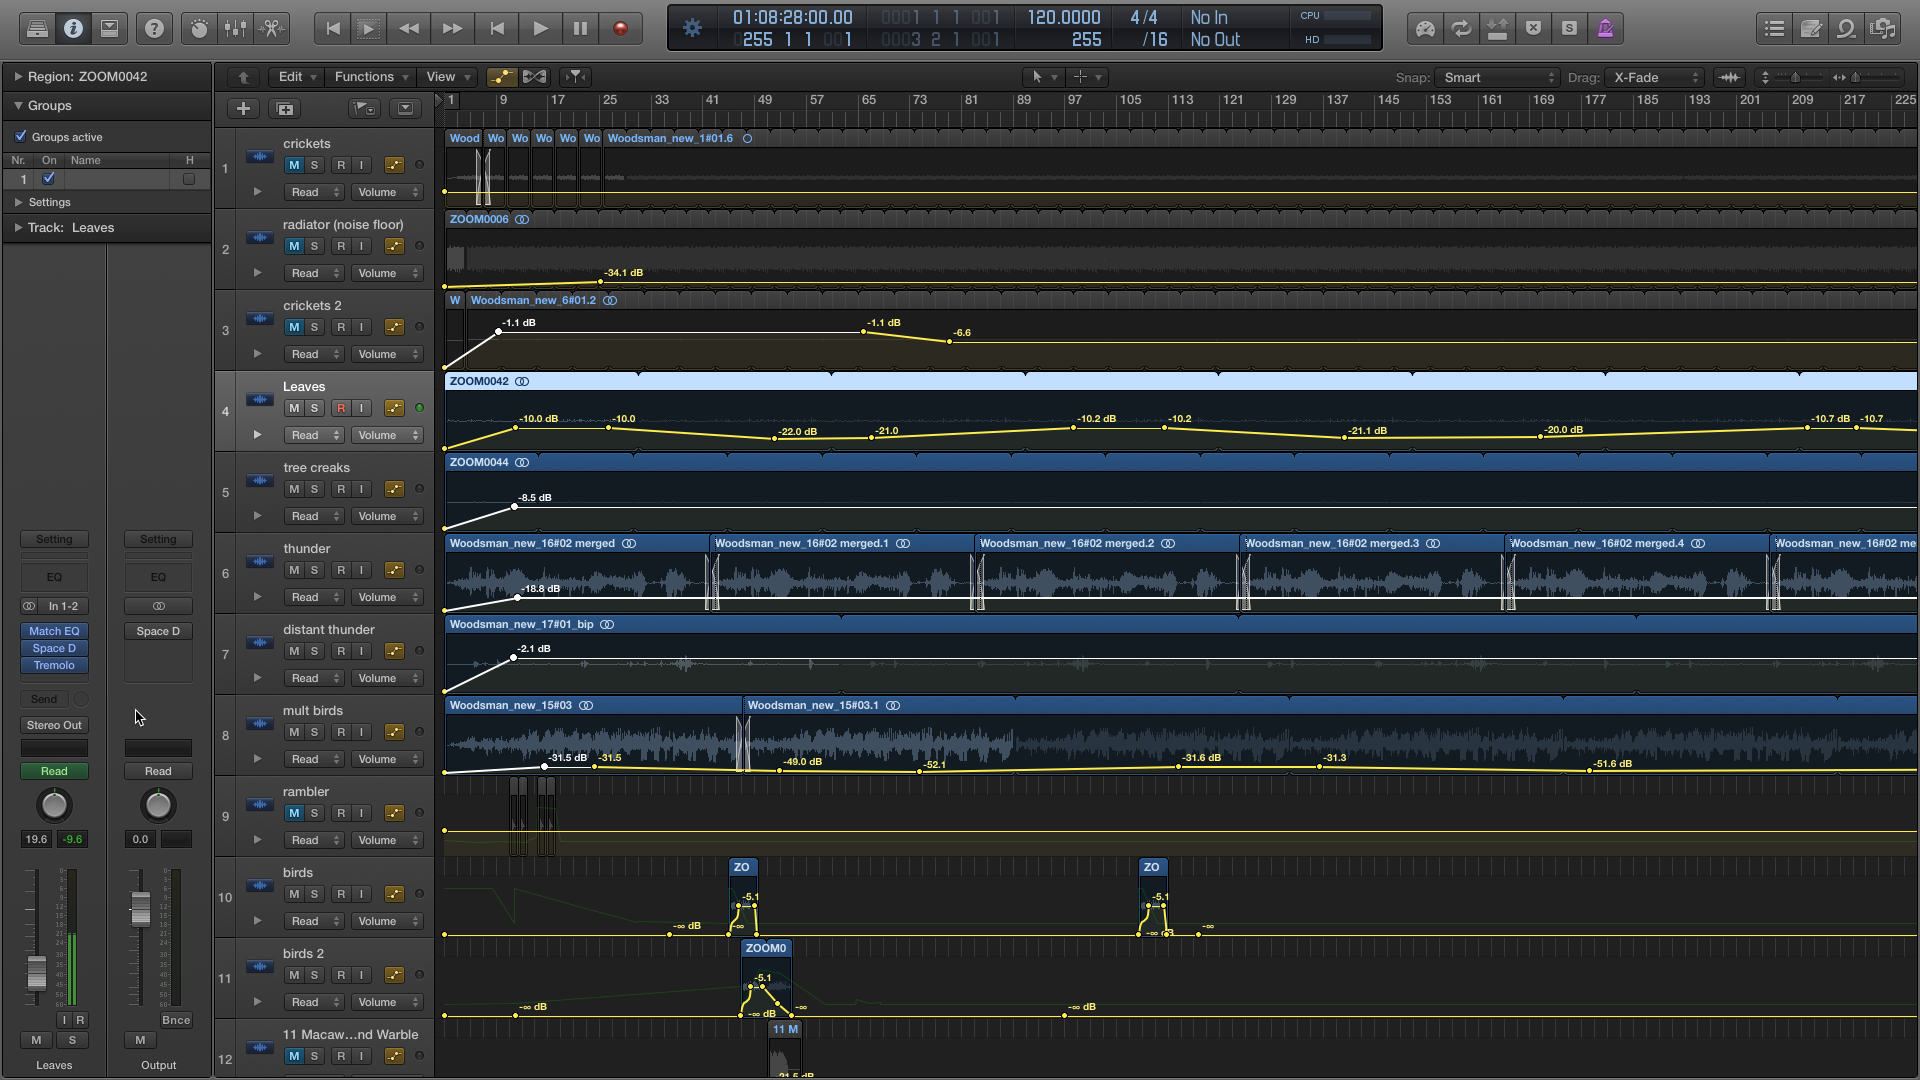 01:08:28:00.00
255 1 1 001
0001 1 1 001
0003 2 1 001
120.0000
255
4/4
/16
No In
No Out
CPU
HD
S
Region: ZOOM0042
Edit Functions View
Snap: Smart
Drag: X-Fade
Groups
Groups active
Nr. On Name H
1
Settings
Track: Leaves
1 9 17 25 33 41 49 57 65 73 81 89 97 105 113 121 129 137 145 153 161 169 177 185 193 201 209 217 225
1 crickets
M S R I
Read Volume
Wood Wo Wo Wo Wo Wo Woodsman_new_1#01.6
2 radiator (noise floor)
M S R I
Read Volume
ZOOM0006
-34.1 dB
3 crickets 2
M S R I
Read Volume
W Woodsman_new_6#01.2
-1.1 dB -1.1 dB -6.6
4 Leaves
M S R I
Read Volume
ZOOM0042
-10.0 dB -10.0 -22.0 dB -21.0 -10.2 dB -10.2 -21.1 dB -20.0 dB -10.7 dB -10.7
5 tree creaks
M S R I
Read Volume
ZOOM0044
-8.5 dB
6 thunder
M S R I
Read Volume
Woodsman_new_16#02 merged Woodsman_new_16#02 merged.1 Woodsman_new_16#02 merged.2 Woodsman_new_16#02 merged.3 Woodsman_new_16#02 merged.4 Woodsman_new_16#02 me
-18.8 dB
7 distant thunder
M S R I
Read Volume
Woodsman_new_17#01_bip
-2.1 dB
8 mult birds
M S R I
Read Volume
Woodsman_new_15#03 Woodsman_new_15#03.1
-31.5 dB -31.5 -49.0 dB -52.1 -31.6 dB -31.3 -51.6 dB
9 rambler
M S R I
Read Volume
10 birds
M S R I
Read Volume
ZO ZO
-∞ dB -5.1 -∞ -5.1 -∞ dB -∞
11 birds 2
M S R I
Read Volume
ZOOM0
-∞ dB -5.1 -∞ dB -∞ -∞ dB
12 11 Macaw...nd Warble
M S R I
11 M
-21.5 dB
Setting Setting
EQ EQ
In 1-2
Match EQ
Space D
Tremolo
Space D
Send
Stereo Out
Read Read
19.6 -9.6 0.0
I R Bnce
M S M
Leaves Output